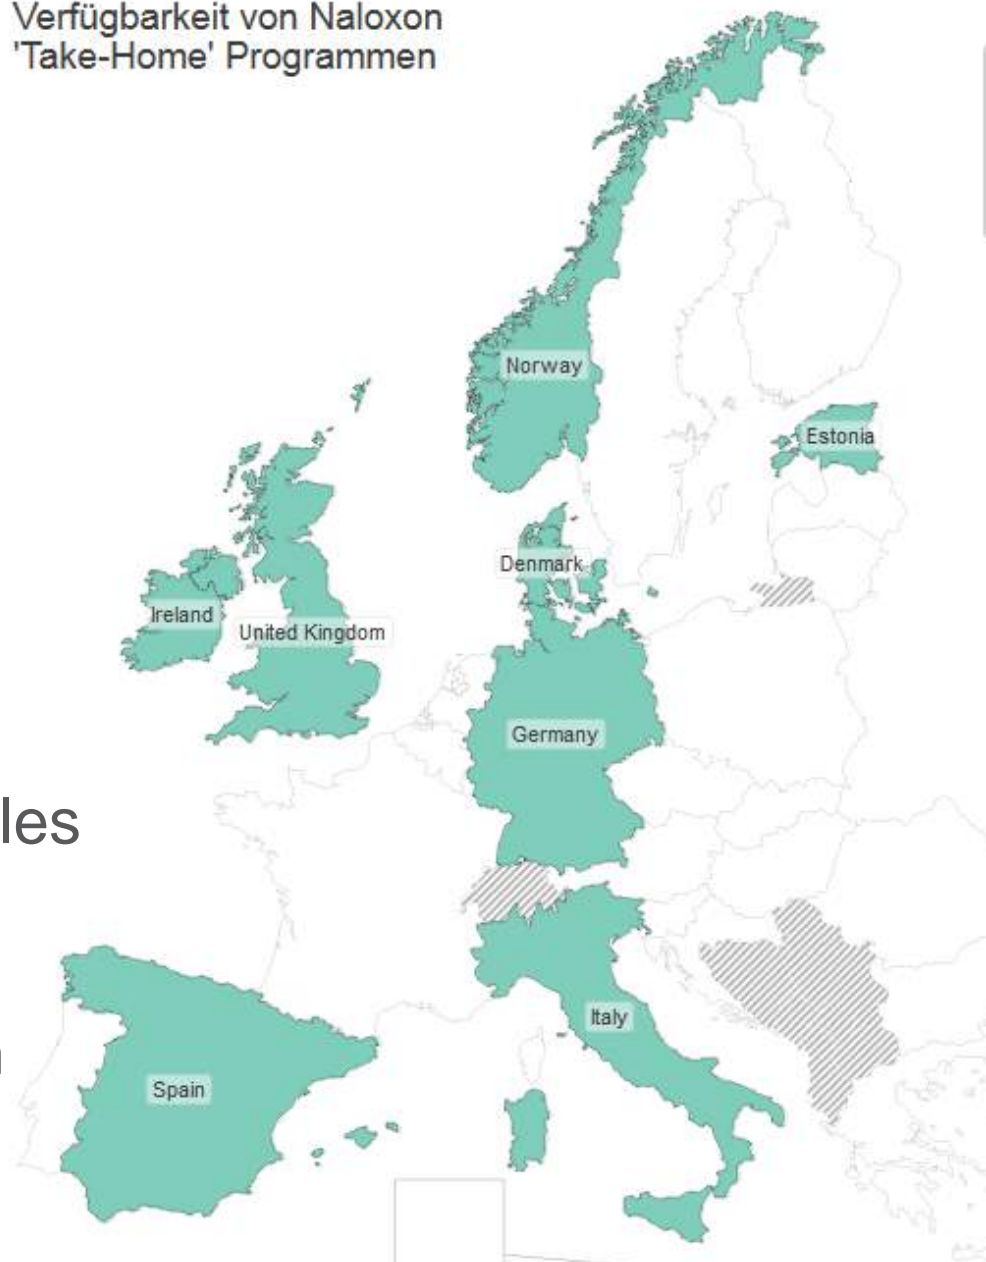 Verfügbarkeit von Naloxon
'Take-Home' Programmen
Norway
Estonia
Denmark
Ireland
United Kingdom
Germany
les
Italy
Spain